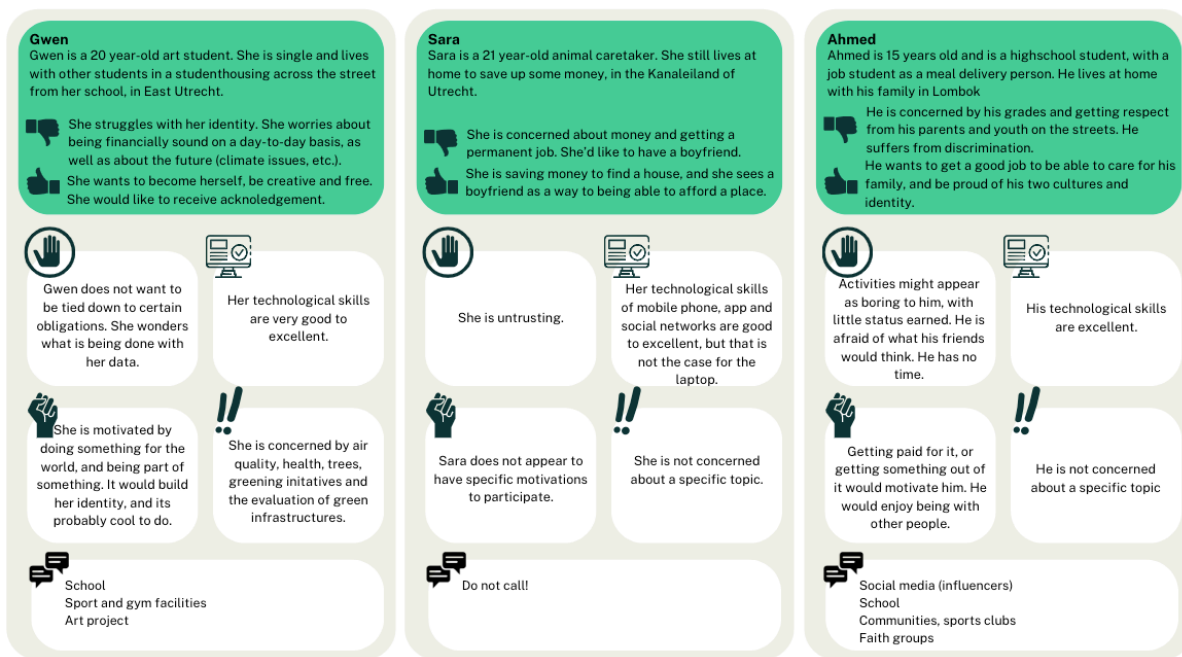 Gwen
Gwen is a 20 year-old art student. She is single and lives
with other students in a studenthousing across the street
from her school, in East Utrecht.
She struggles with her identity. She worries about
being financially sound on a day-to-day basis, as
well as about the future (climate issues, etc.).
She wants to become herself, be creative and free.
She would like to receive acknoledgement.
Gwen does not want to
be tied down to certain
obligations. She wonders
what is being done with
her data.
Her technological skills
are very good to
excellent.
She is motivated by
doing something for the
world, and being part of
something. It would build
her identity, and its
probably cool to do.
She is concerned by air
quality, health, trees,
greening initatives and
the evaluation of green
infrastructures.
School
Sport and gym facilities
Art project
Sara
Sara is a 21 year-old animal caretaker. She still lives at
home to save up some money, in the Kanaleiland of
Utrecht.
She is concerned about money and getting a
permanent job. She'd like to have a boyfriend.
She is saving money to find a house, and she sees a
boyfriend as a way to being able to afford a place.
She is untrusting.
Her technological skills
of mobile phone, app and
social networks are good
to excellent, but that is
not the case for the
laptop.
Sara does not appear to
have specific motivations
to participate.
She is not concerned
about a specific topic.
Do not call!
Ahmed
Ahmed is 15 years old and is a highschool student, with a
job student as a meal delivery person. He lives at home
with his family in Lombok
He is concerned by his grades and getting respect
from his parents and youth on the streets. He
suffers from discrimination.
He wants to get a good job to be able to care for his
family, and be proud of his two cultures and
identity.
Activities might appear
as boring to him, with
little status earned. He is
afraid of what his friends
would think. He has no
time.
His technological skills
are excellent.
Getting paid for it, or
getting something out of
it would motivate him. He
would enjoy being with
other people.
He is not concerned
about a specific topic
Social media (influencers)
School
Communities, sports clubs
Faith groups